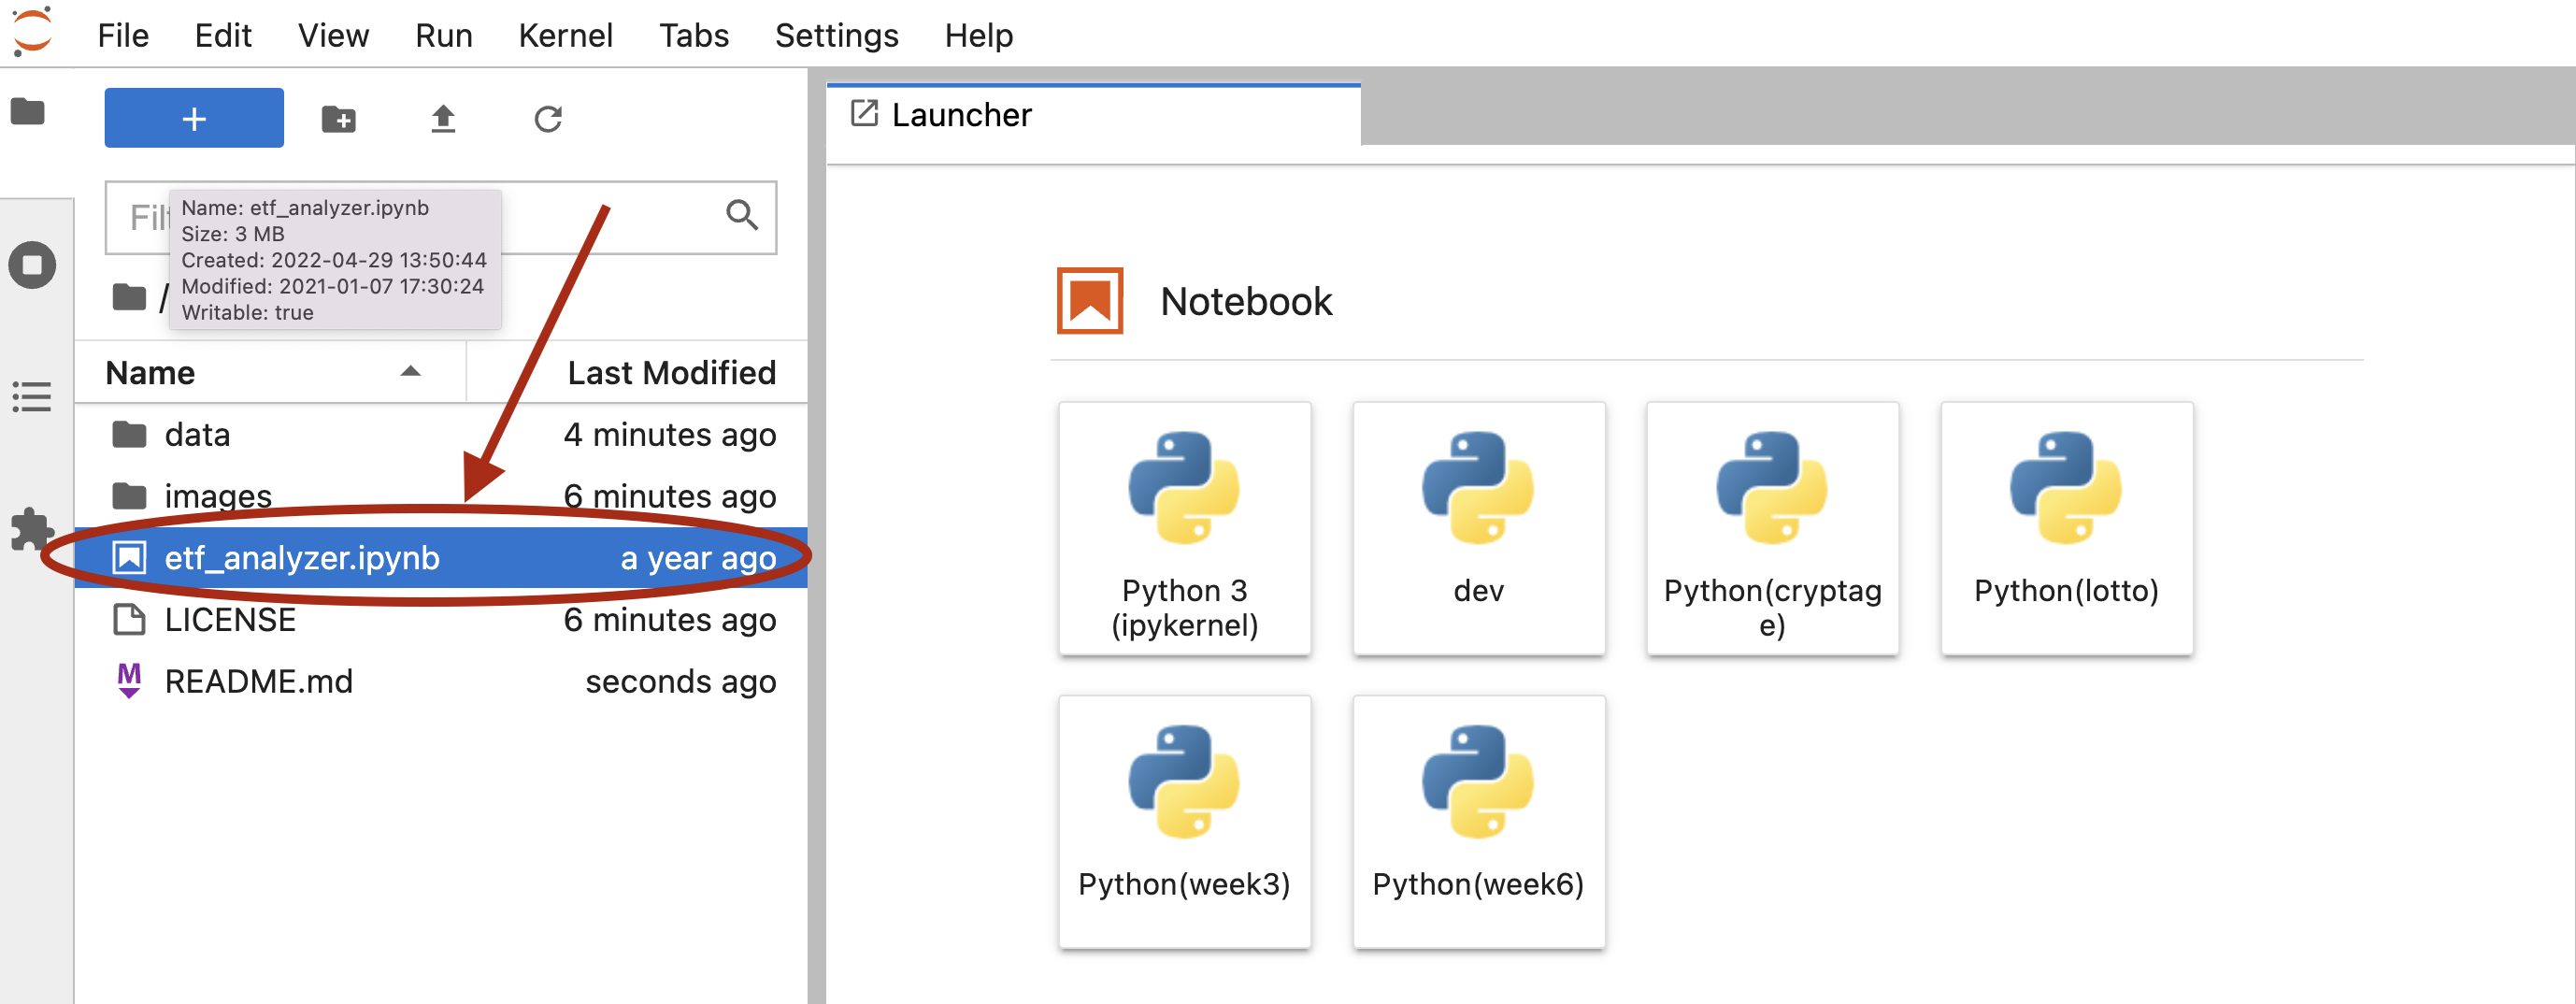 File Edit View Run Kernel Tabs Settings Help
Launcher
Name: etf_analyzer.ipynb
Size: 3 MB
Created: 2022-04-29 13:50:44
Modified: 2021-01-07 17:30:24
Writable: true
/
Name Last Modified
data 4 minutes ago
images 6 minutes ago
etf_analyzer.ipynb a year ago
LICENSE 6 minutes ago
README.md seconds ago
Notebook
Python 3
(ipykernel)
dev
Python(cryptag
e)
Python(lotto)
Python(week3)
Python(week6)